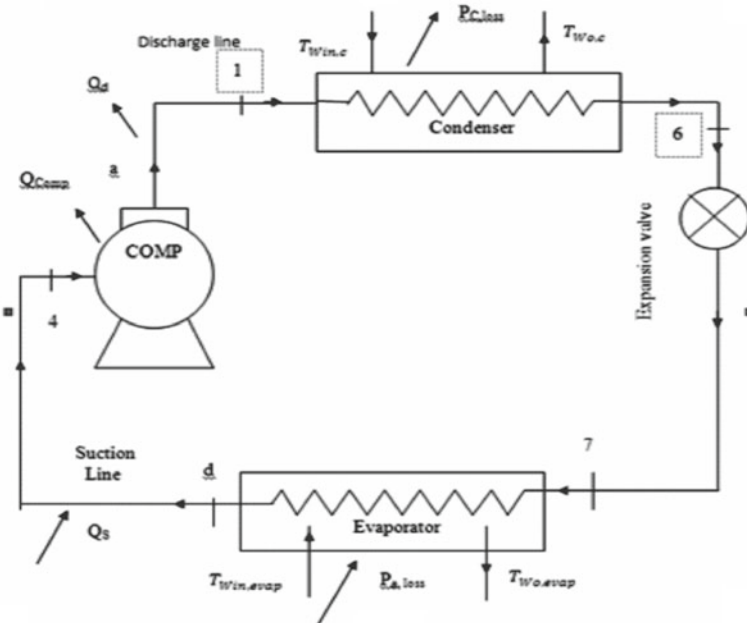 Discharge line
1
T_Win.c
P_C.loss
T_Wo.c
Condenser
6
Q_d
a
Q_Comp
COMP
4
Expansion valve
7
Suction
Line
d
Q_S
Evaporator
T_Win.evap
P_e.loss
T_Wo.evap